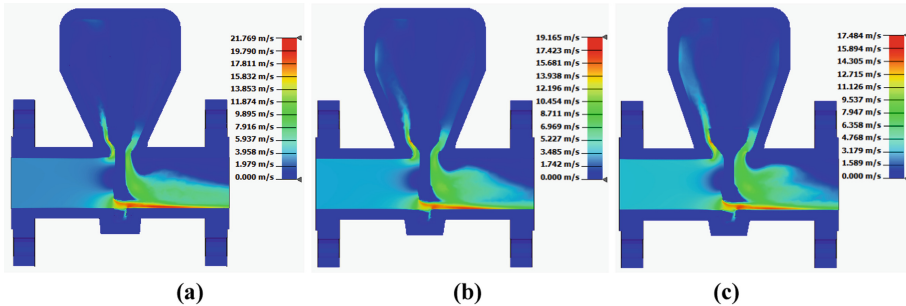 21.769 m/s
19.790 m/s
17.811 m/s
15.832 m/s
13.853 m/s
11.874 m/s
9.895 m/s
7.916 m/s
5.937 m/s
3.958 m/s
1.979 m/s
0.000 m/s
(a)
19.165 m/s
17.423 m/s
15.681 m/s
13.938 m/s
12.196 m/s
10.454 m/s
8.711 m/s
6.969 m/s
5.227 m/s
3.485 m/s
1.742 m/s
0.000 m/s
(b)
17.484 m/s
15.894 m/s
14.305 m/s
12.715 m/s
11.126 m/s
9.537 m/s
7.947 m/s
6.358 m/s
4.768 m/s
3.179 m/s
1.589 m/s
0.000 m/s
(c)